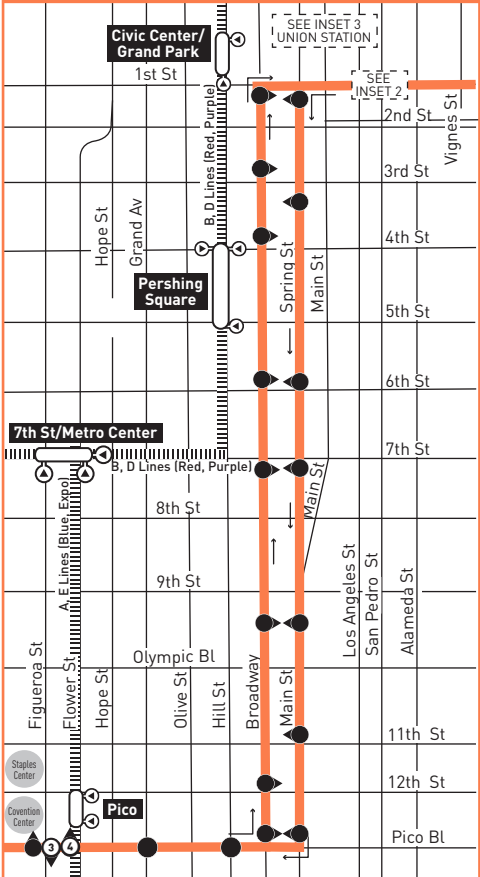 SEE INSET 3
UNION STATION
Civic Center/
Grand Park
1st St
SEE
INSET 2
2nd St
Vignes St
B, D Lines (Red, Purple)
3rd St
Hope St
Grand Av
4th St
Spring St
Main St
Pershing
Square
5th St
6th St
7th St/Metro Center
7th St
B, D Lines (Red, Purple)
Main St
A, E Lines (Blue, Expo)
8th St
9th St
Los Angeles St
San Pedro St
Alameda St
Olympic Bl
Figueroa St
Flower St
Hope St
Olive St
Hill St
Broadway
Main St
11th St
Staples
Center
12th St
Covention
Center
Pico
Pico Bl
3
4